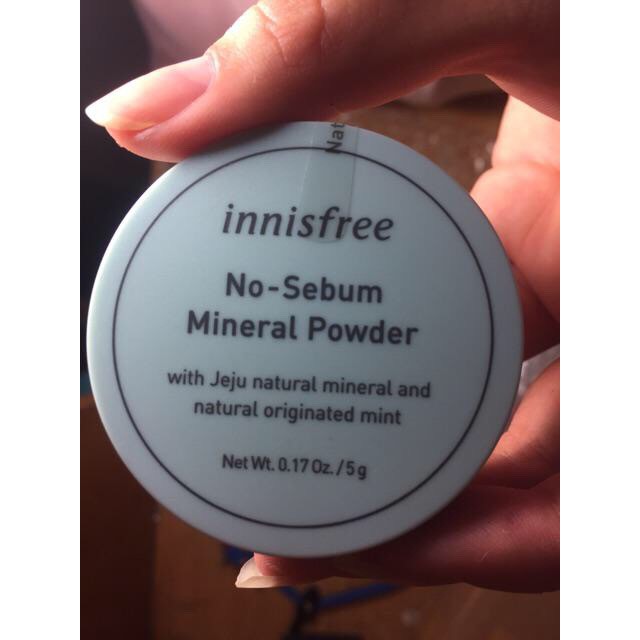 Nat
innisfree
No-Sebum
Mineral Powder
with Jeju natural mineral and
natural originated mint
Net Wt. 0.17 Oz. / 5 g